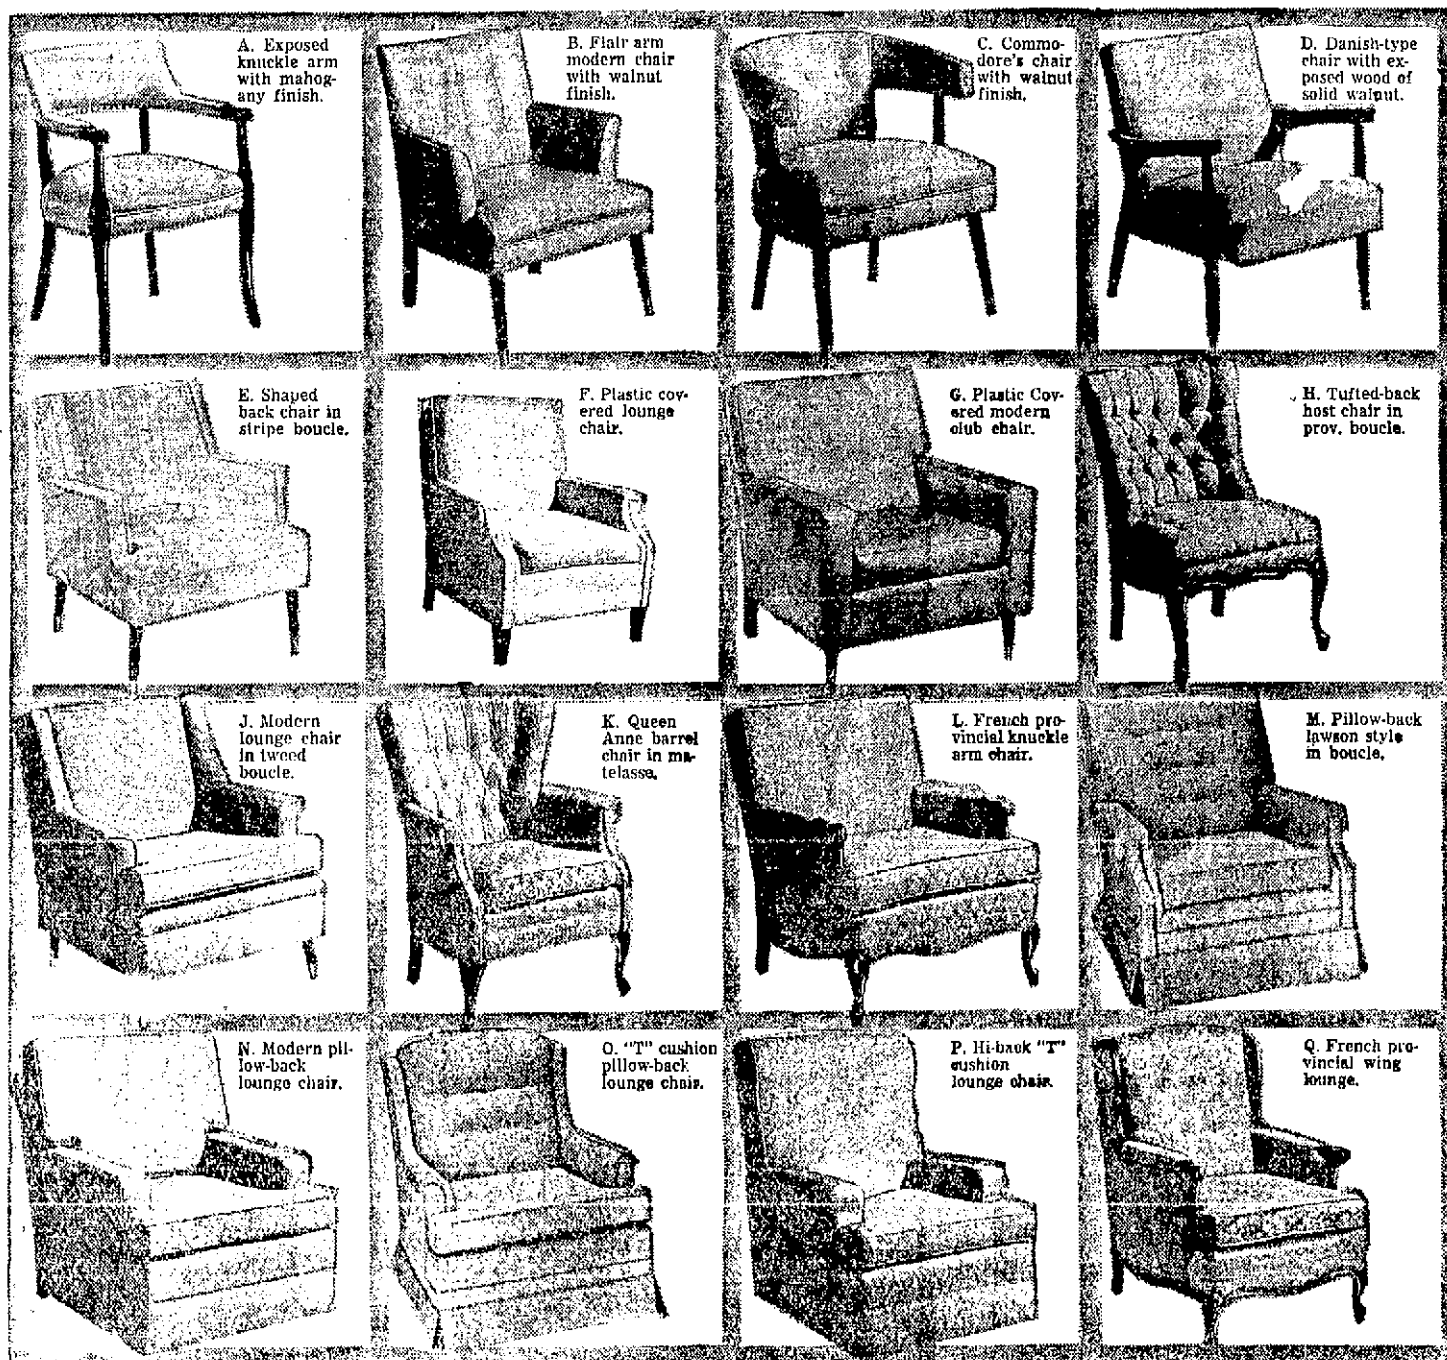 A. Exposed
knuckle arm
with mahog-
any finish.
B. Flair arm
modern chair
with walnut
finish.
C. Commo-
dore's chair
with walnut
finish.
D. Danish-type
chair with ex-
posed wood of
solid walnut.
E. Shaped
back chair in
stripe boucle.
F. Plastic cov-
ered lounge
chair.
G. Plastic Cov-
ered modern
club chair.
H. Tufted-back
host chair in
prov. boucle.
J. Modern
lounge chair
in tweed
boucle.
K. Queen
Anne barrel
chair in ma-
telasse.
L. French pro-
vincial knuckle
arm chair.
M. Pillow-back
lawson style
in boucle.
N. Modern pil-
low-back
lounge chair.
O. "T" cushion
pillow-back
lounge chair.
P. Hi-back "T"
cushion
lounge chair.
Q. French pro-
vincial wing
lounge.